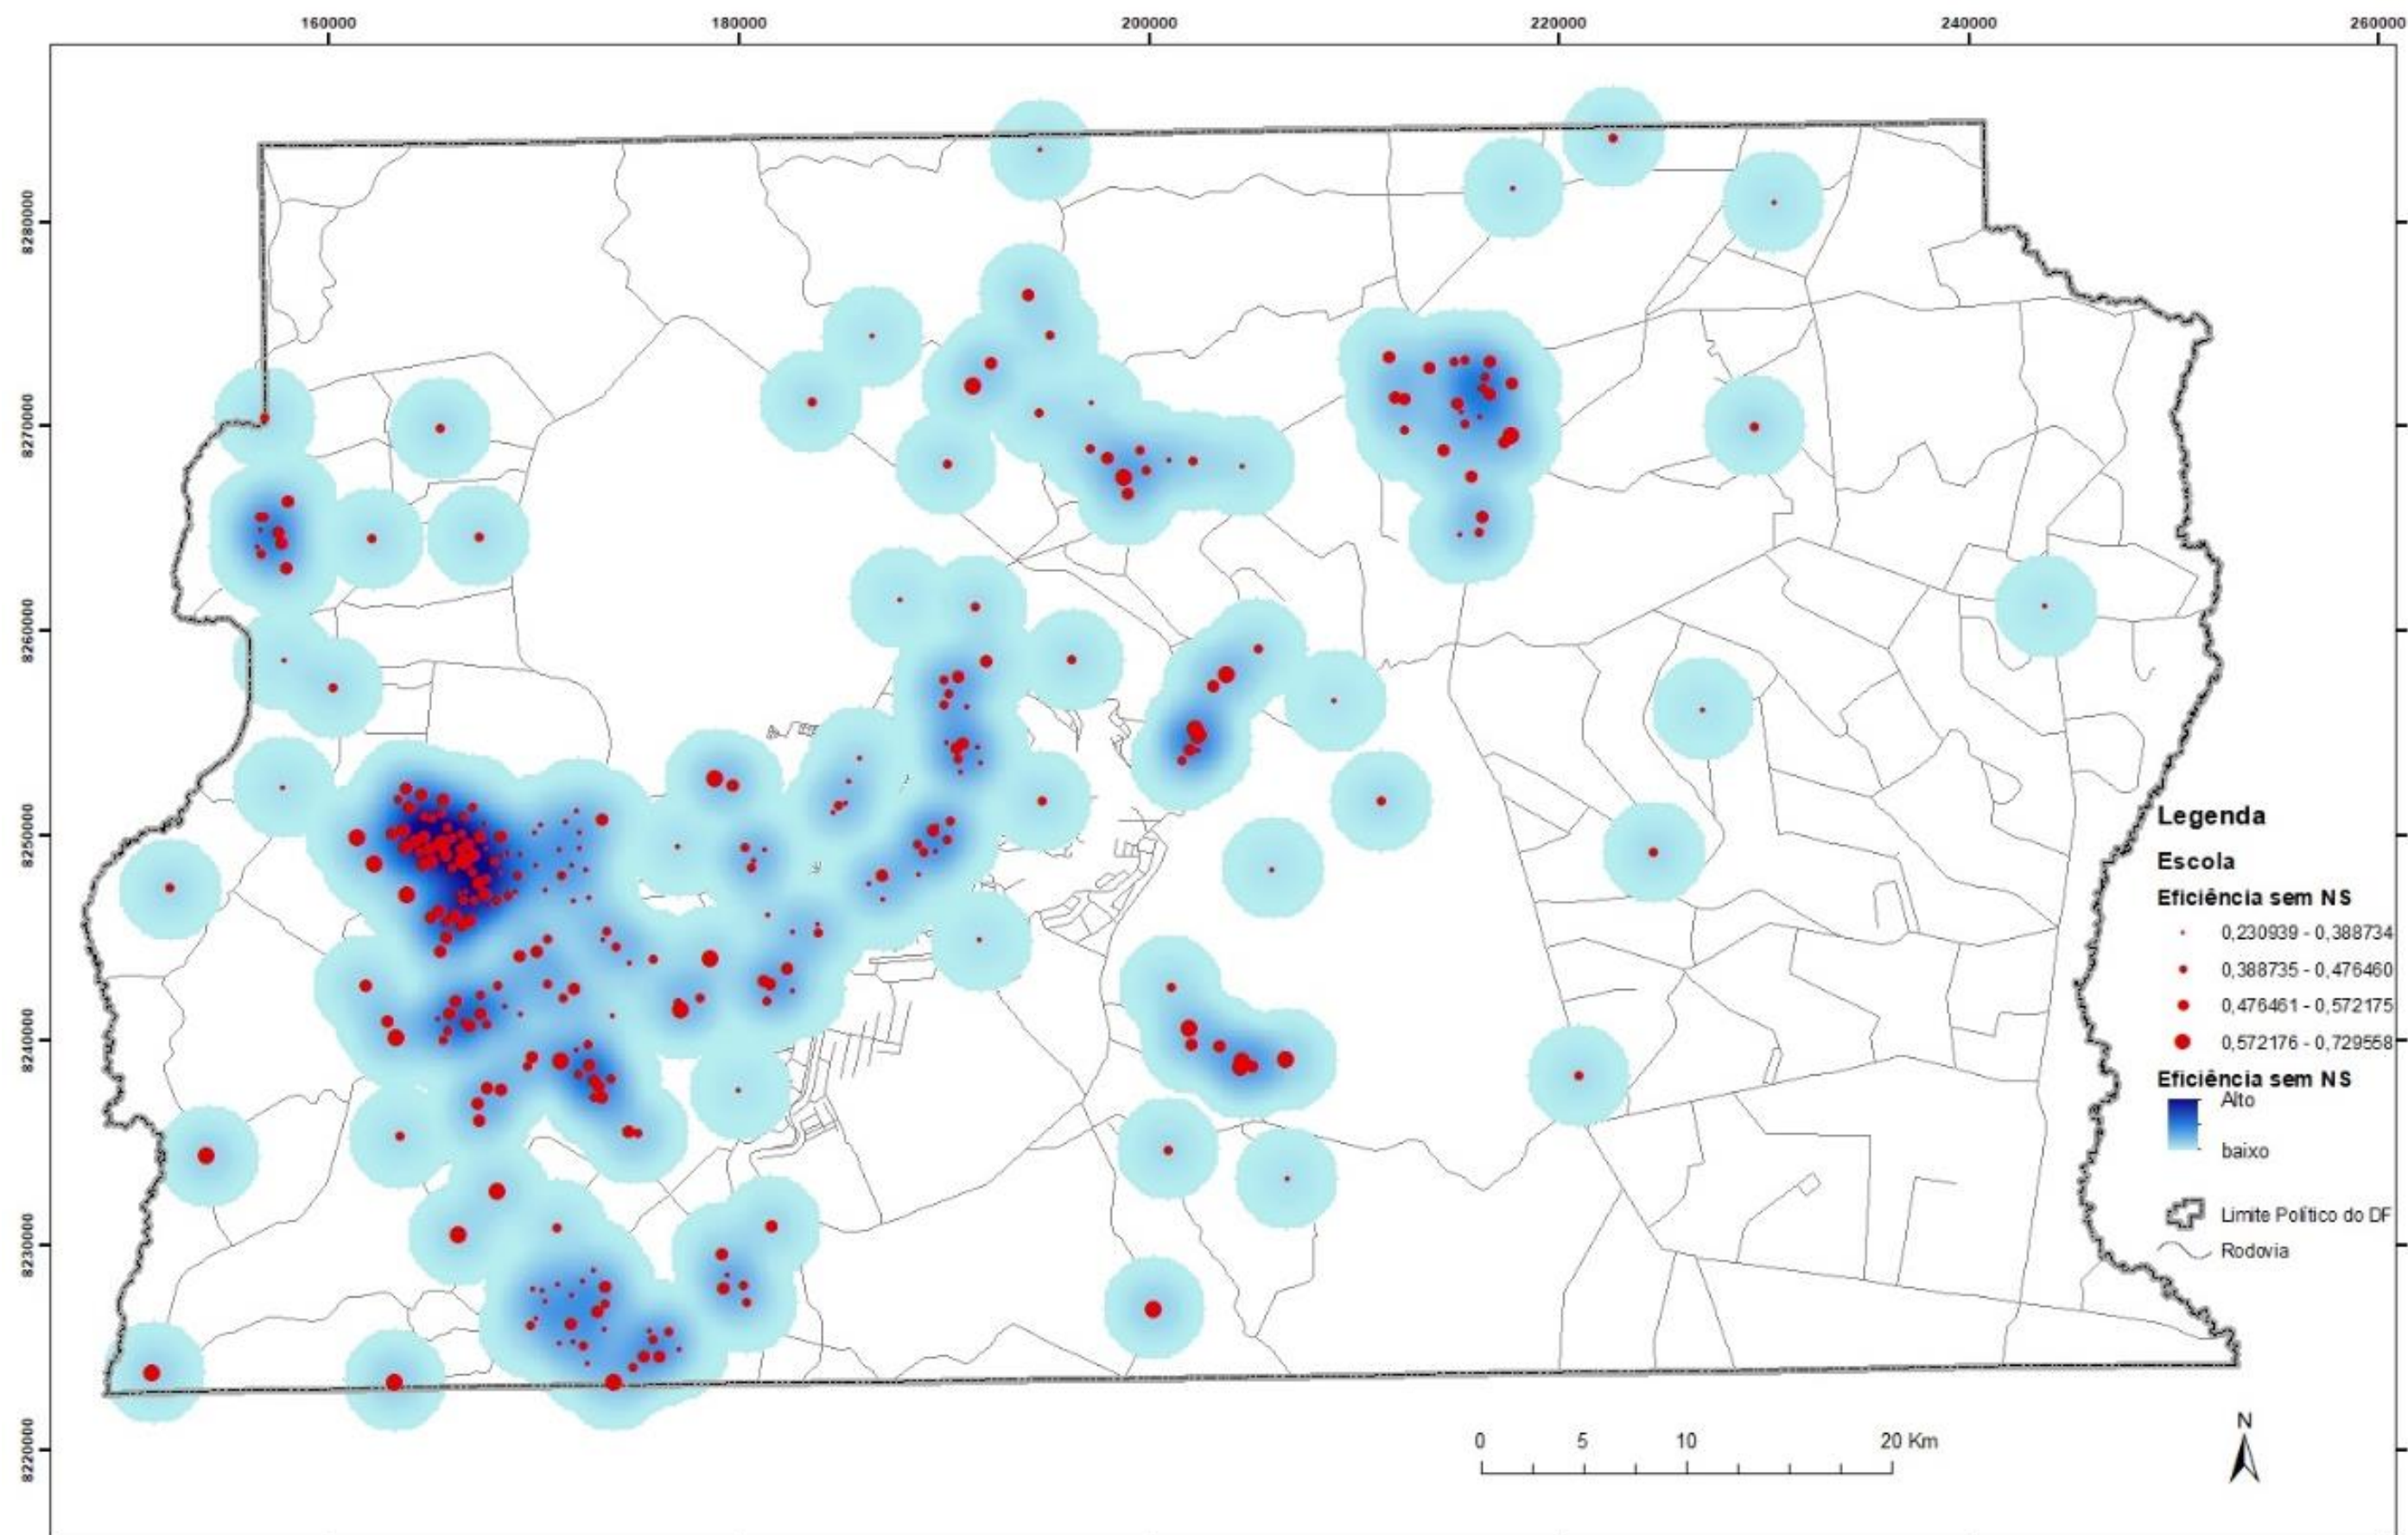 160000
180000
200000
220000
240000
260000
8280000
8270000
8260000
8250000
8240000
8230000
8220000
Legenda
Escola
Eficiência sem NS
0,230939 - 0,388734
0,388735 - 0,476460
0,476461 - 0,572175
0,572176 - 0,729558
Eficiência sem NS
Alto
baixo
Limite Político do DF
Rodovia
N
0
5
10
20 Km